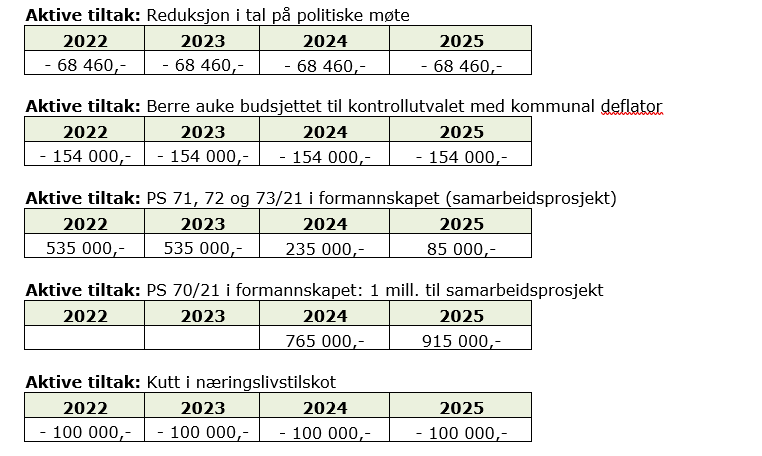 Aktive tiltak: Reduksjon i tal på politiske møte
2022 2023 2024 2025
- 68 460,- - 68 460,- - 68 460,- - 68 460,-
Aktive tiltak: Berre auke budsjettet til kontrollutvalet med kommunal deflator
2022 2023 2024 2025
- 154 000,- - 154 000,- - 154 000,- - 154 000,-
Aktive tiltak: PS 71, 72 og 73/21 i formannskapet (samarbeidsprosjekt)
2022 2023 2024 2025
535 000,- 535 000,- 235 000,- 85 000,-
Aktive tiltak: PS 70/21 i formannskapet: 1 mill. til samarbeidsprosjekt
2022 2023 2024 2025
765 000,- 915 000,-
Aktive tiltak: Kutt i næringslivstilskot
2022 2023 2024 2025
- 100 000,- - 100 000,- - 100 000,- - 100 000,-